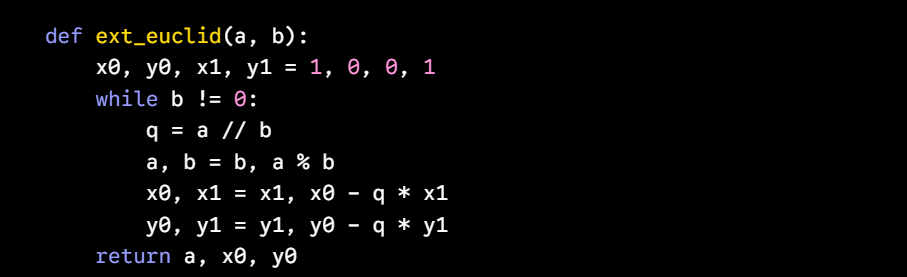 def ext_euclid(a, b):
    x0, y0, x1, y1 = 1, 0, 0, 1
    while b != 0:
        q = a // b
        a, b = b, a % b
        x0, x1 = x1, x0 - q * x1
        y0, y1 = y1, y0 - q * y1
    return a, x0, y0